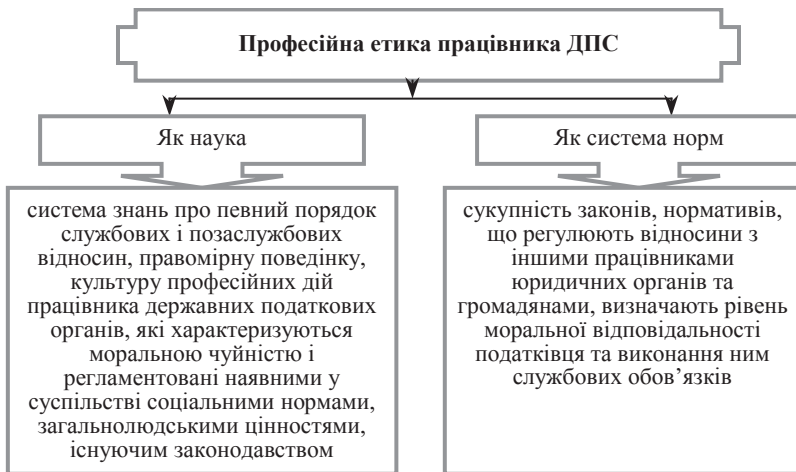 Професійна етика працівника ДПС
Як наука
система знань про певний порядок
службових і позаслужбових
відносин, правомірну поведінку,
культуру професійних дій
працівника державних податкових
органів, які характеризуються
моральною чуйністю і
регламентовані наявними у
суспільстві соціальними нормами,
загальнолюдськими цінностями,
існуючим законодавством
Як система норм
сукупність законів, нормативів,
що регулюють відносини з
іншими працівниками
юридичних органів та
громадянами, визначають рівень
моральної відповідальності
податківця та виконання ним
службових обов’язків